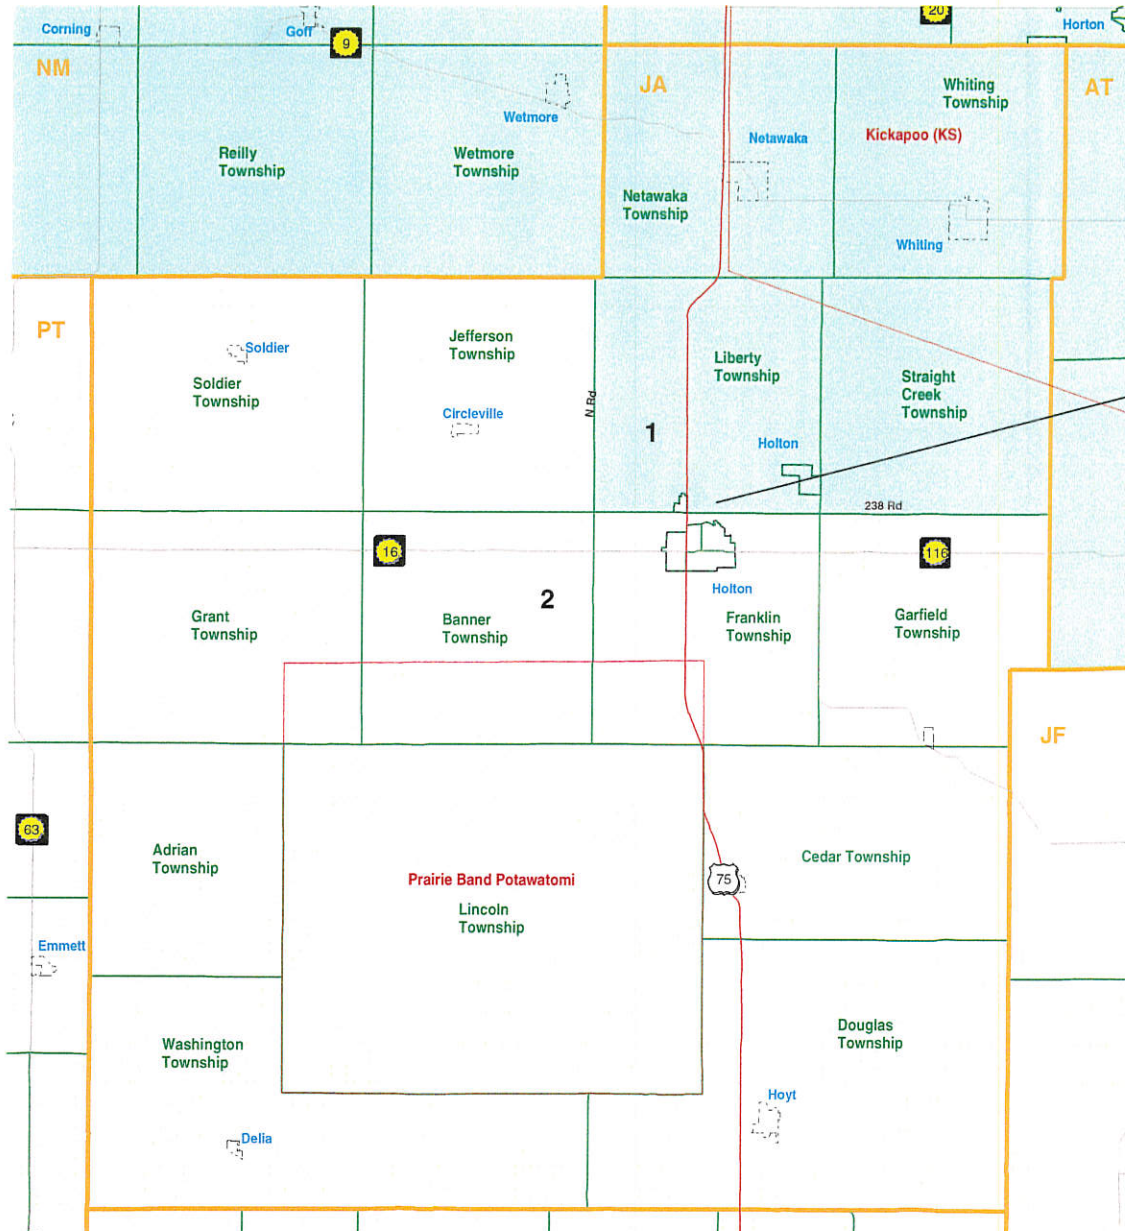 Corning
Goff
9
20
Horton
NM
JA
AT
Wetmore
Whiting
Township
Netawaka
Kickapoo (KS)
Reilly
Township
Wetmore
Township
Netawaka
Township
Whiting
PT
Soldier
Jefferson
Township
Liberty
Township
Soldier
Township
Straight
Creek
Township
N Rd
Circleville
1
Holton
238 Rd
16
116
2
Holton
Grant
Township
Banner
Township
Franklin
Township
Garfield
Township
JF
63
Adrian
Township
Cedar Township
Prairie Band Potawatomi
75
Lincoln
Township
Emmett
Washington
Township
Douglas
Township
Hoyt
Delia